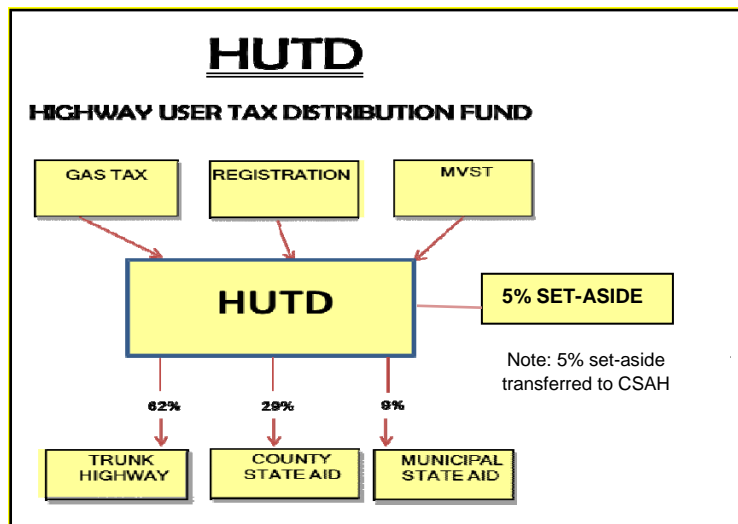 HUTD
HIGHWAY USER TAX DISTRIBUTION FUND
GAS TAX
REGISTRATION
MVST
HUTD
5% SET-ASIDE
Note: 5% set-aside
transferred to CSAH
62%
29%
9%
TRUNK
HIGHWAY
COUNTY
STATE AID
MUNICIPAL
STATE AID